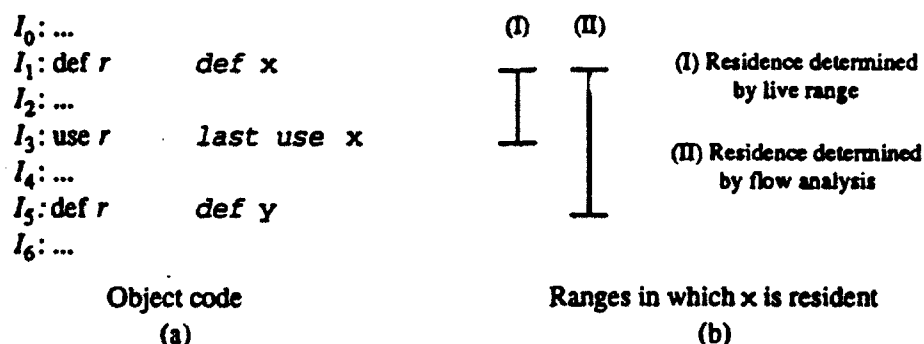 I0: ...
I1: def r def x
I2: ...
I3: use r last use x
I4: ...
I5: def r def y
I6: ...
Object code
(a)
(I) (II)
(I) Residence determined
by live range
(II) Residence determined
by flow analysis
Ranges in which x is resident
(b)